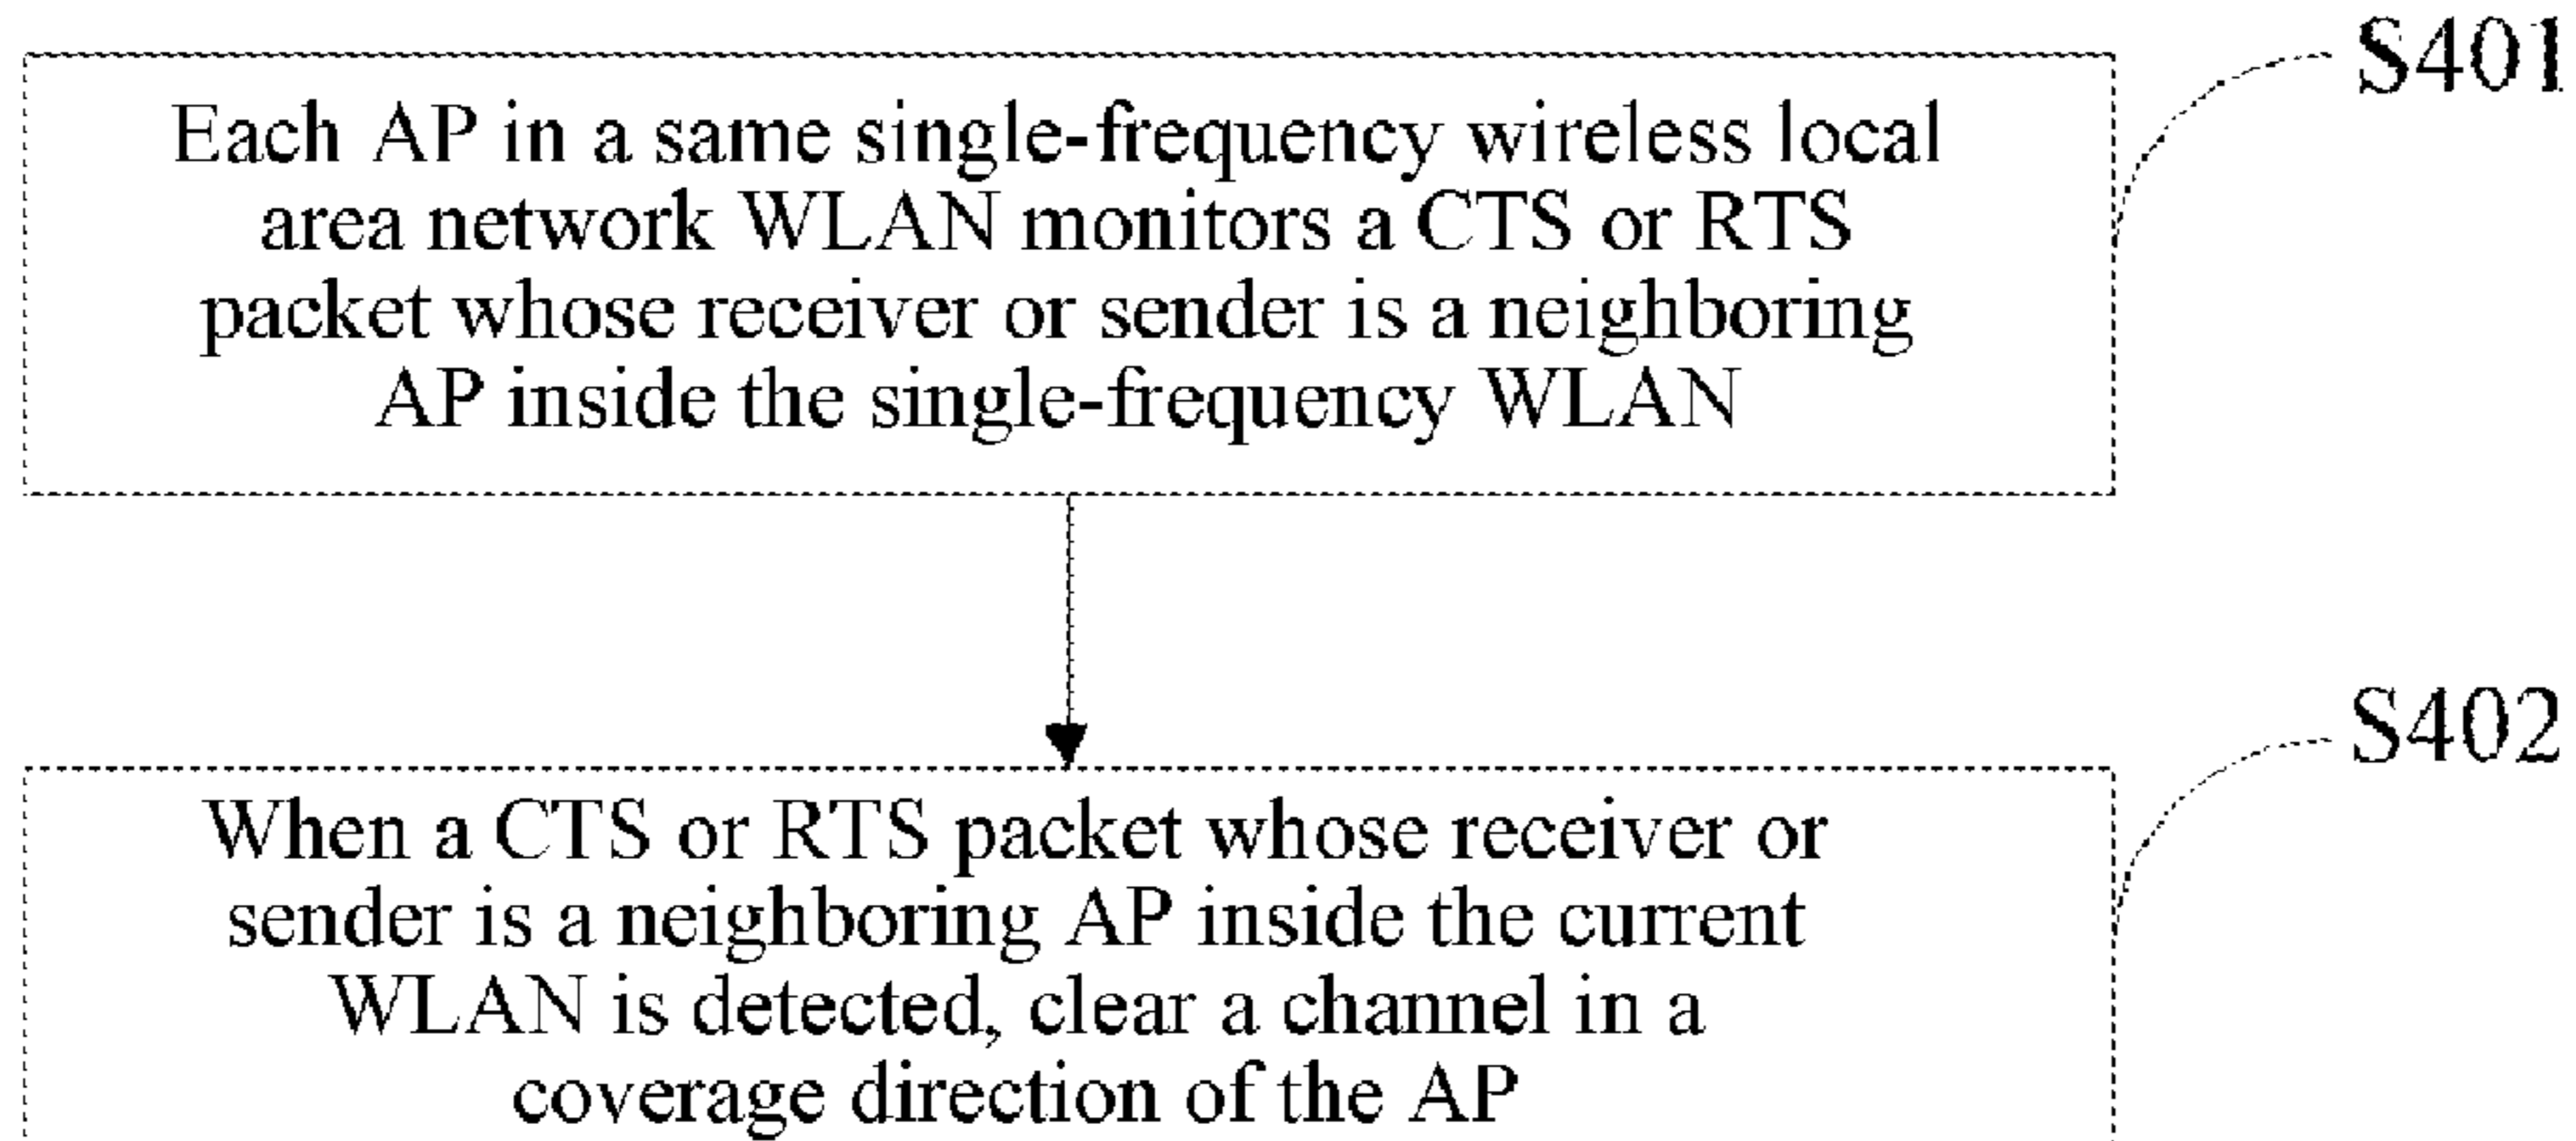 S401
Each AP in a same single-frequency wireless local
area network WLAN monitors a CTS or RTS
packet whose receiver or sender is a neighboring
AP inside the single-frequency WLAN
S402
When a CTS or RTS packet whose receiver or
sender is a neighboring AP inside the current
WLAN is detected, clear a channel in a
coverage direction of the AP